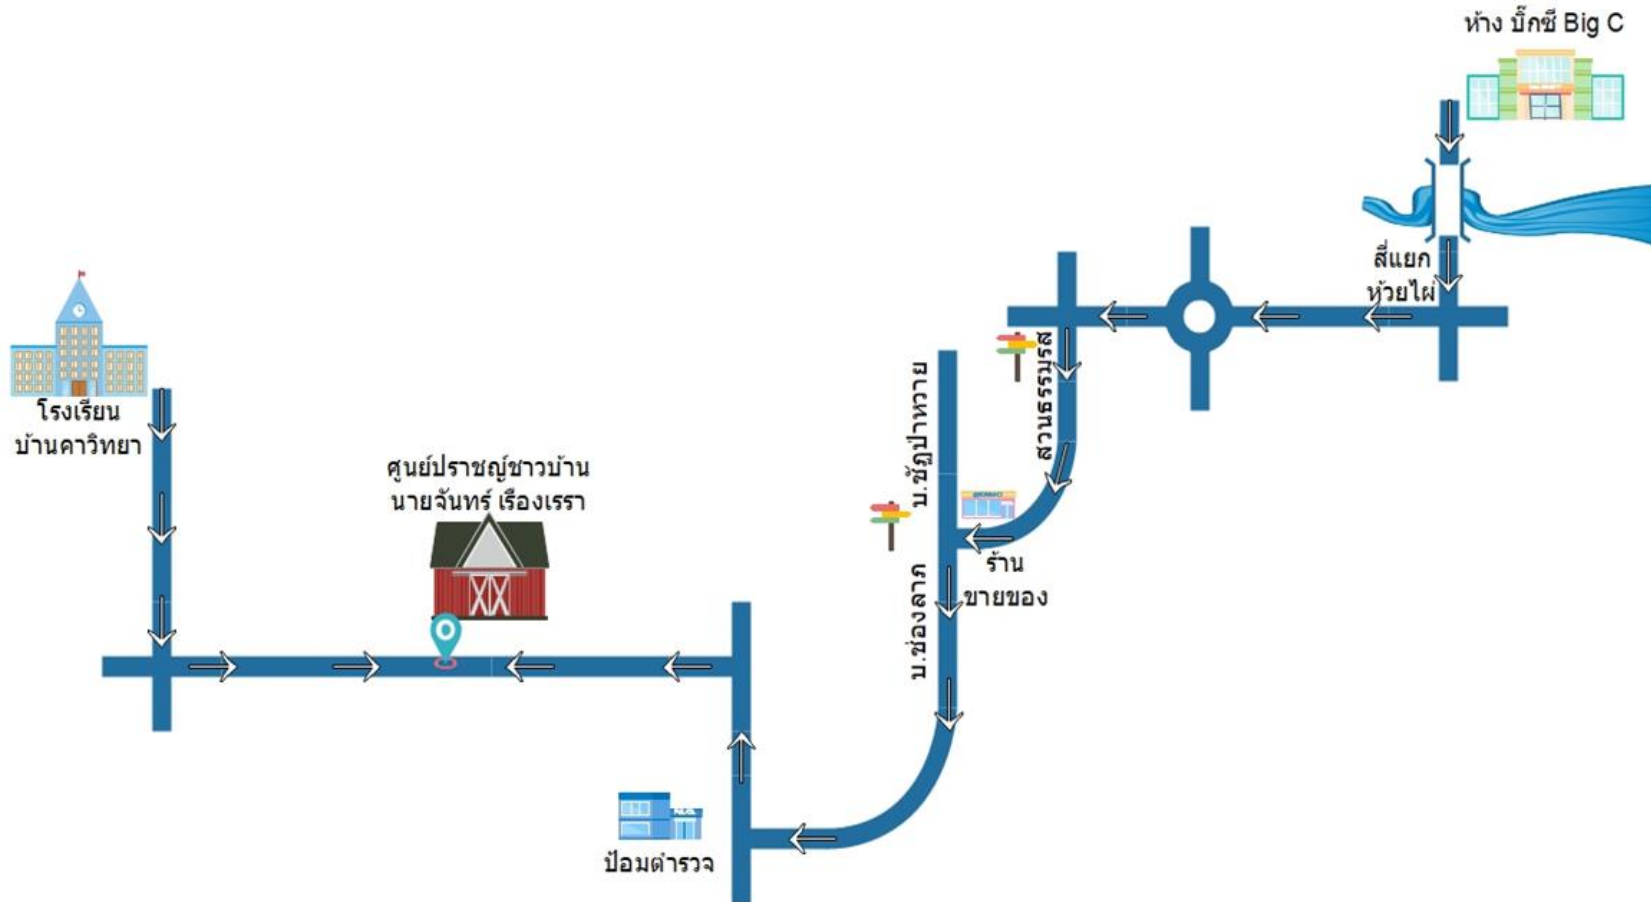 ห้าง บิ๊กซี Big C
สี่แยก
ห้วยไผ่
สวนธรรมรส
บ.ชัฎป่าหวาย
ร้าน
ขายของ
บ.ช่องลาภ
โรงเรียน
บ้านคาวิทยา
ศูนย์ปราชญ์ชาวบ้าน
นายจันทร์ เรืองเรรา
ป้อมตำรวจ